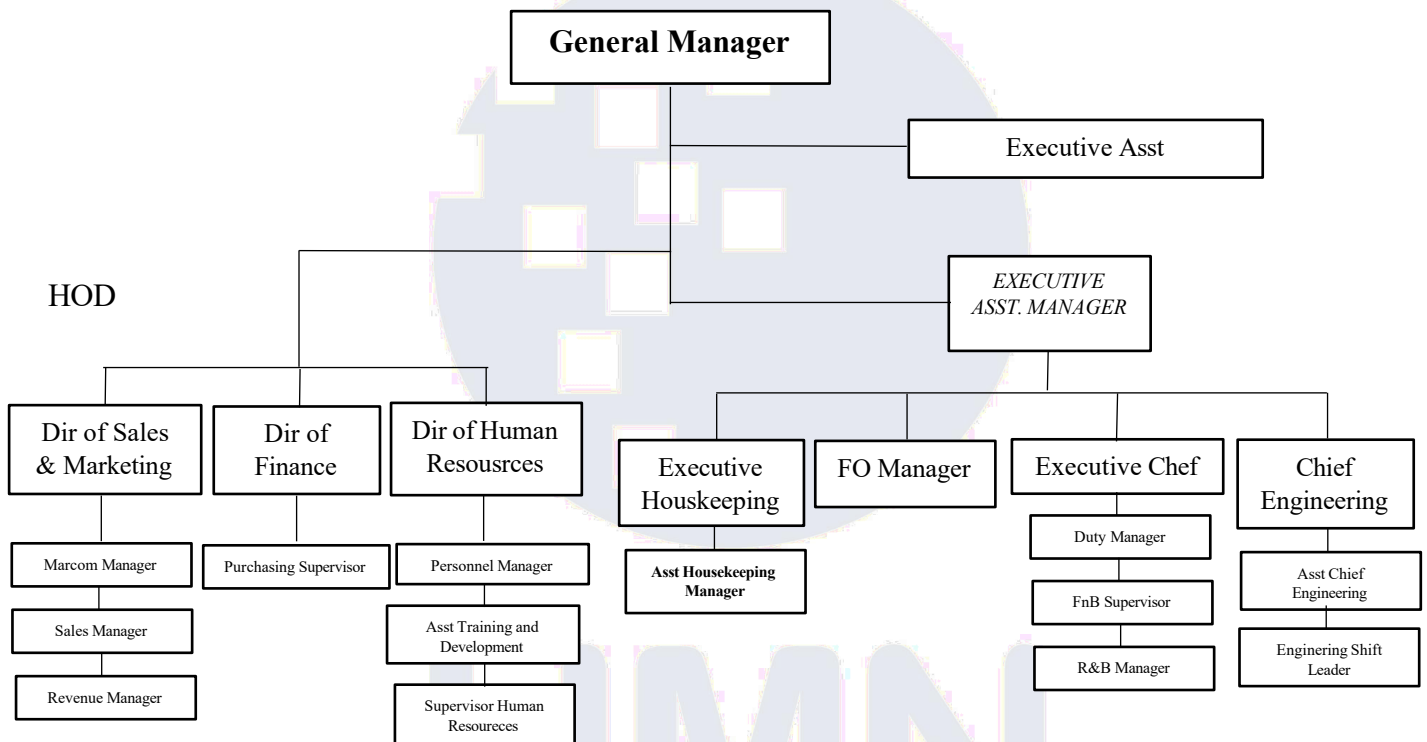 General Manager
Executive Asst
HOD
EXECUTIVE
ASST. MANAGER
Dir of Sales
& Marketing
Dir of
Finance
Dir of Human
Resousrces
Executive
Houskeeping
FO Manager
Executive Chef
Chief
Engineering
Marcom Manager
Sales Manager
Revenue Manager
Purchasing Supervisor
Personnel Manager
Asst Training and
Development
Supervisor Human
Resoureces
Asst Housekeeping
Manager
Duty Manager
FnB Supervisor
R&B Manager
Asst Chief
Engineering
Enginering Shift
Leader
UMN